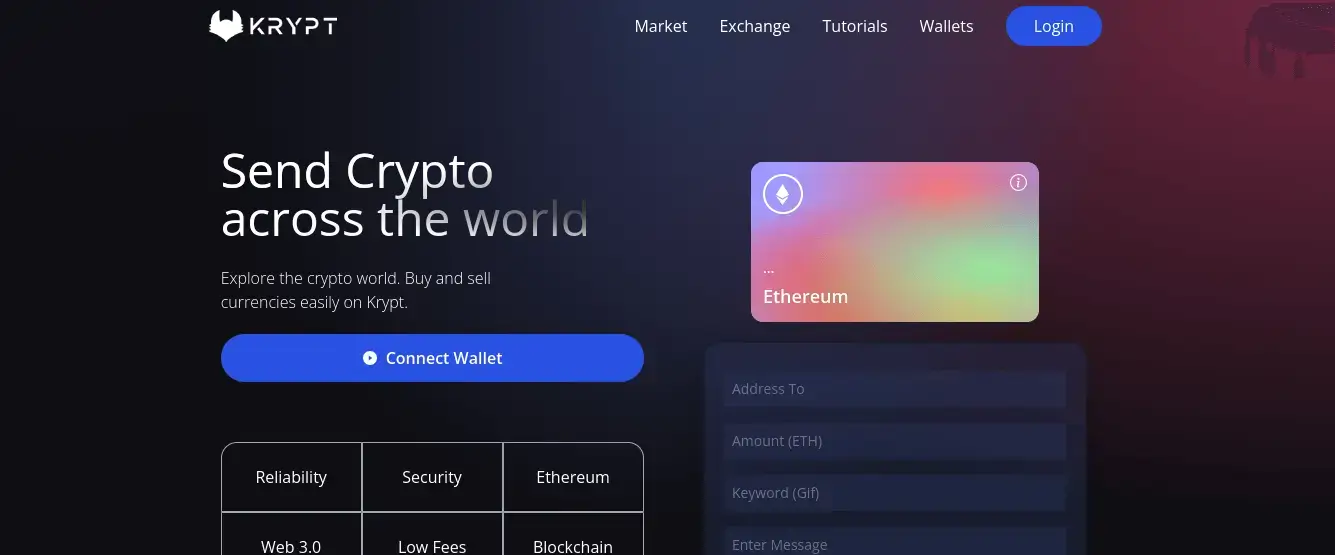 KRYPT
Market
Exchange
Tutorials
Wallets
Login
Send Crypto
across the world
Explore the crypto world. Buy and sell
currencies easily on Krypt.
Connect Wallet
Reliability
Security
Ethereum
Web 3.0
Low Fees
Blockchain
...
Ethereum
Address To
Amount (ETH)
Keyword (Gif)
Enter Message